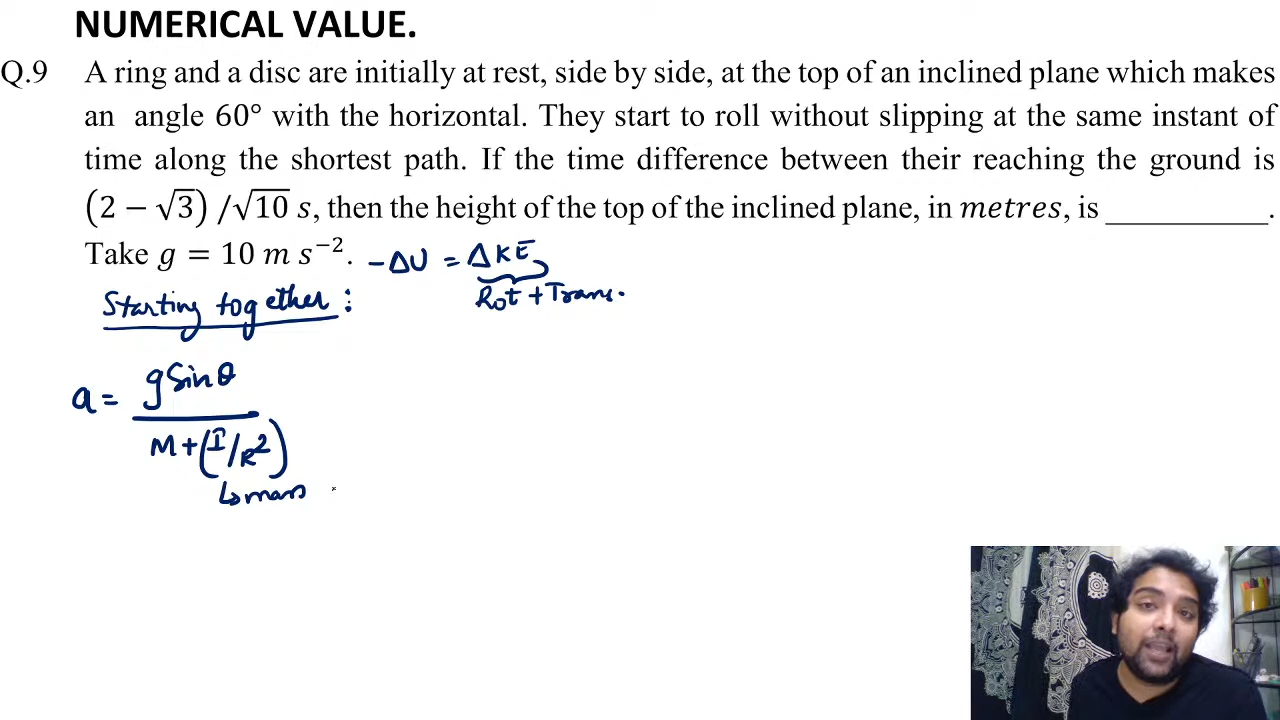 NUMERICAL VALUE.
Q.9 A ring and a disc are initially at rest, side by side, at the top of an inclined plane which makes
an angle 60° with the horizontal. They start to roll without slipping at the same instant of
time along the shortest path. If the time difference between their reaching the ground is
(2 − √3) /√10 s, then the height of the top of the inclined plane, in metres, is __________.
Take g = 10 m s⁻². -ΔU = ΔKE
Rot + Trans.
Starting together :
a = g sinθ
M + (I/R²)
↳ mass